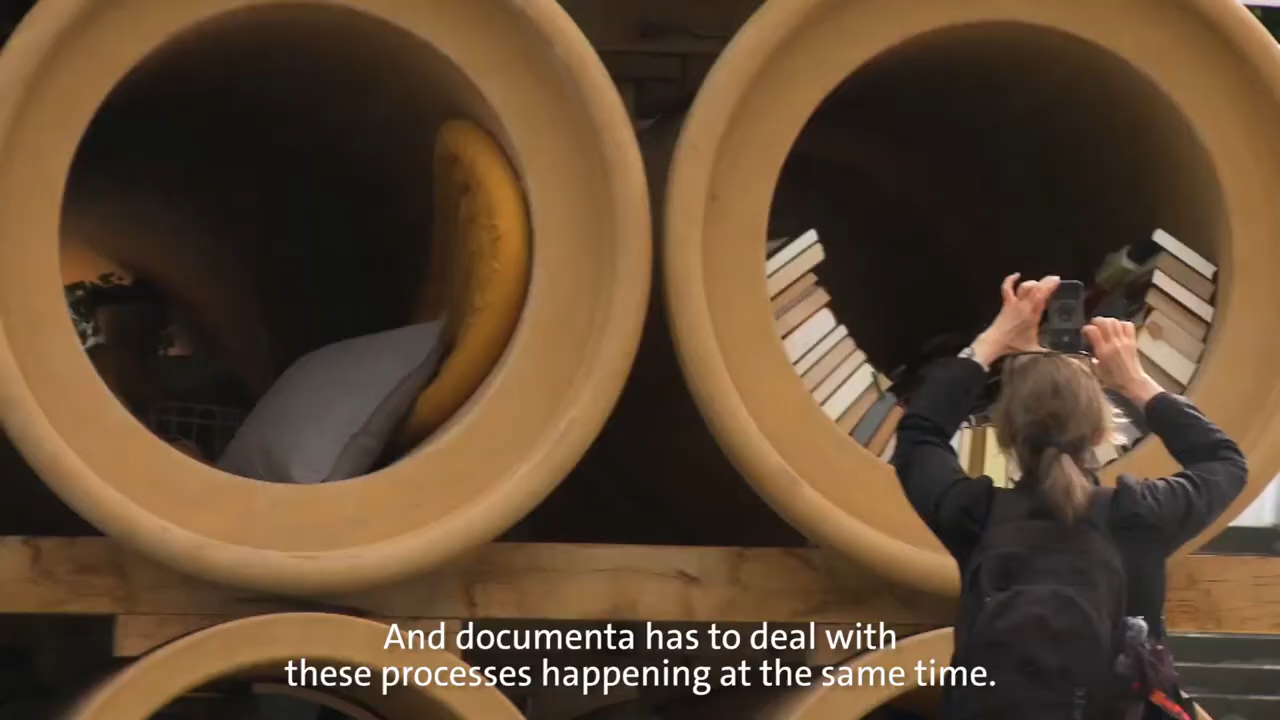 And documenta has to deal with
these processes happening at the same time.